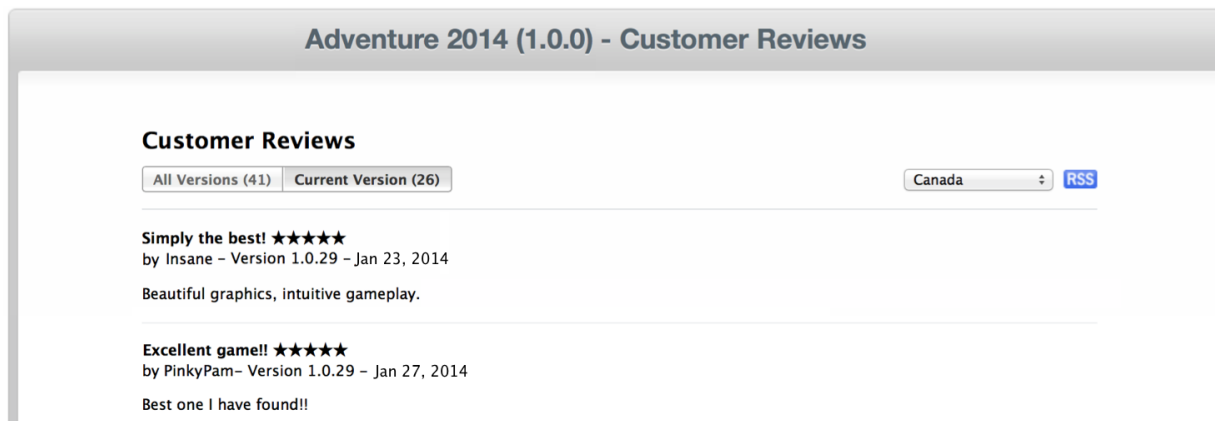 Adventure 2014 (1.0.0) - Customer Reviews
Customer Reviews
All Versions (41) Current Version (26) Canada RSS
Simply the best! ★★★★★
by Insane – Version 1.0.29 – Jan 23, 2014
Beautiful graphics, intuitive gameplay.
Excellent game!! ★★★★★
by PinkyPam– Version 1.0.29 – Jan 27, 2014
Best one I have found!!